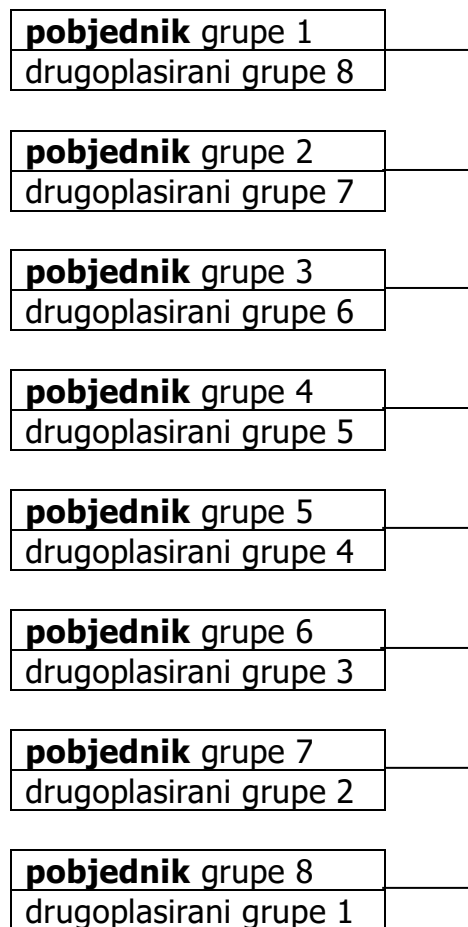 pobjednik grupe 1
drugoplasirani grupe 8
pobjednik grupe 2
drugoplasirani grupe 7
pobjednik grupe 3
drugoplasirani grupe 6
pobjednik grupe 4
drugoplasirani grupe 5
pobjednik grupe 5
drugoplasirani grupe 4
pobjednik grupe 6
drugoplasirani grupe 3
pobjednik grupe 7
drugoplasirani grupe 2
pobjednik grupe 8
drugoplasirani grupe 1